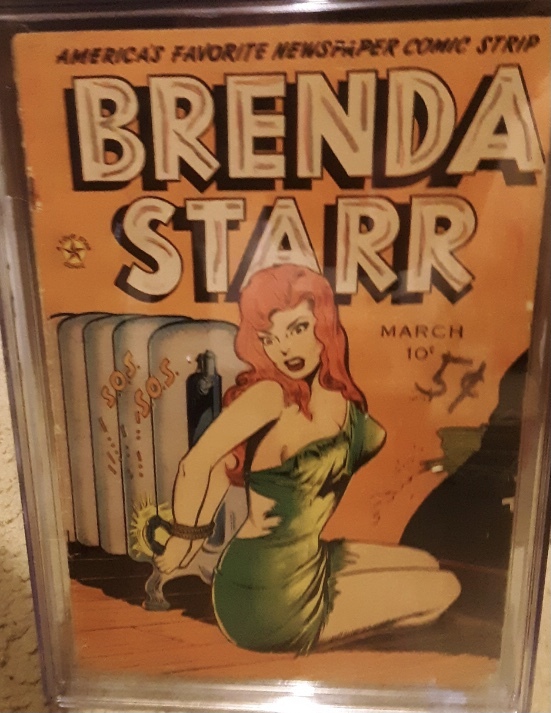 AMERICA'S FAVORITE NEWSPAPER COMIC STRIP
BRENDA
STARR
MARCH
10¢
5¢
S.O.S.
S.O.S.